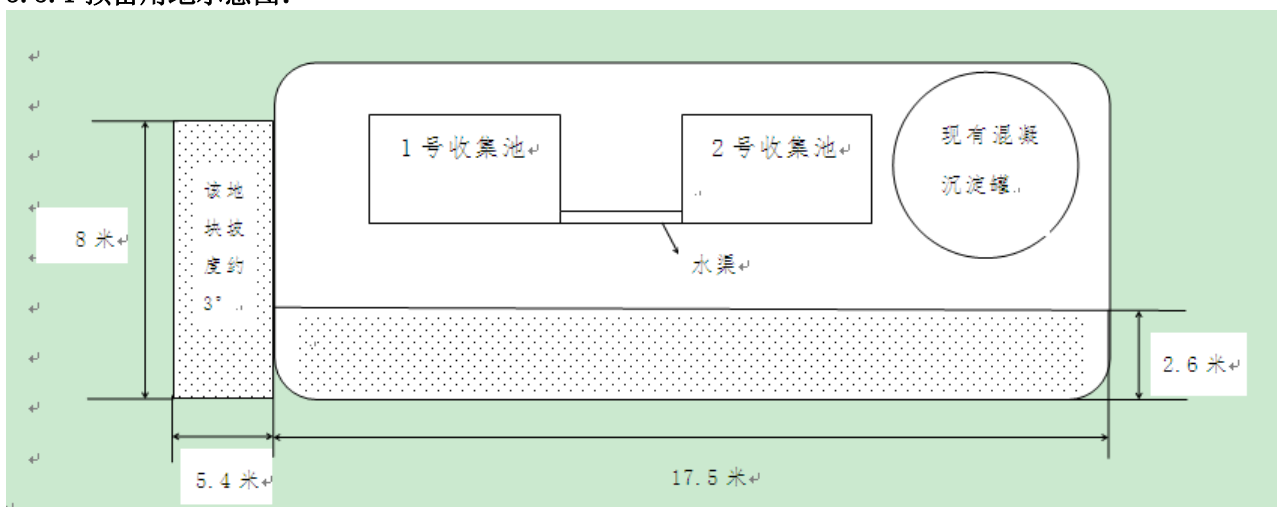 1 号收集池
2 号收集池
现有混凝
沉淀罐
该地
块坡
度约
3°
8 米
水渠
2.6 米
5.4 米
17.5 米